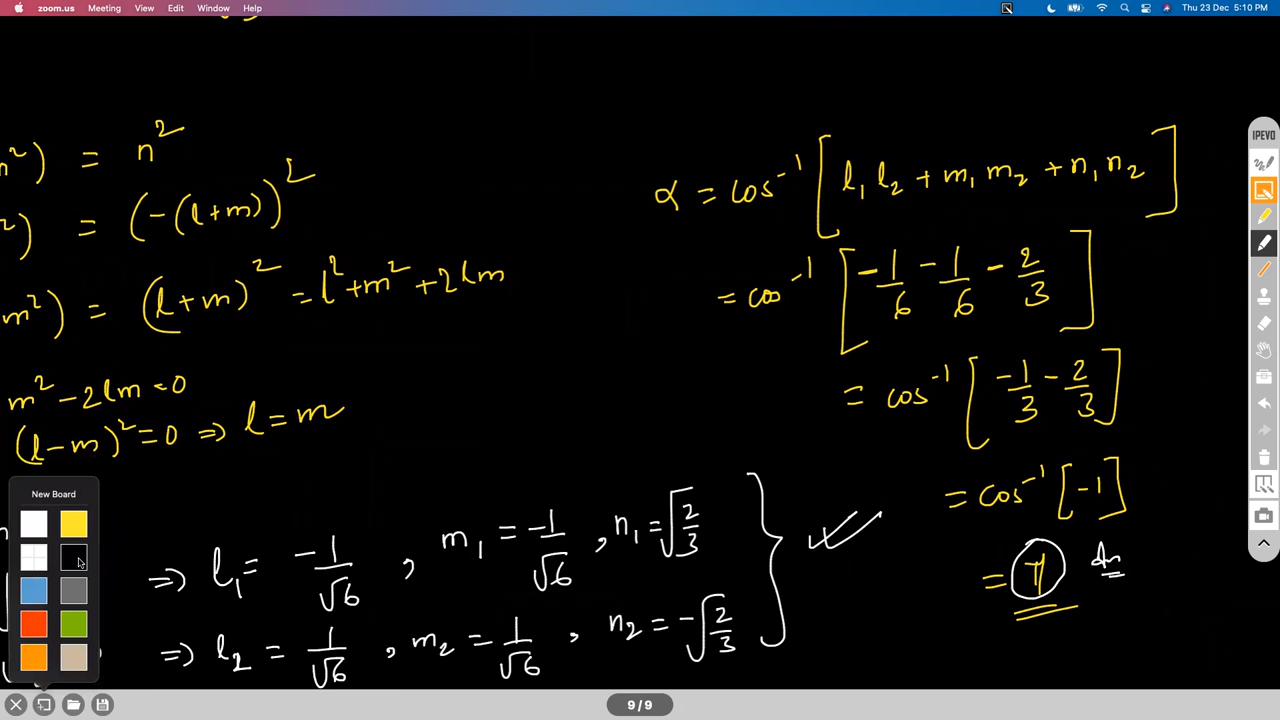 zoom.us Meeting View Edit Window Help Thu 23 Dec 5:10 PM
m²) = n²
) = (-(l+m))²
m²) = (l+m)² = l²+m²+2lm
m² - 2lm = 0
(l-m)² = 0 ⇒ l = m
⇒ l₁ = -1/√6 , m₁ = -1/√6 , n₁ = √(2/3)
⇒ l₂ = 1/√6 , m₂ = 1/√6 , n₂ = -√(2/3)
α = cos⁻¹ [l₁l₂ + m₁m₂ + n₁n₂]
= cos⁻¹ [-1/6 - 1/6 - 2/3]
= cos⁻¹ [-1/3 - 2/3]
= cos⁻¹ [-1]
= π Ans
IPEVO
New Board
9/9